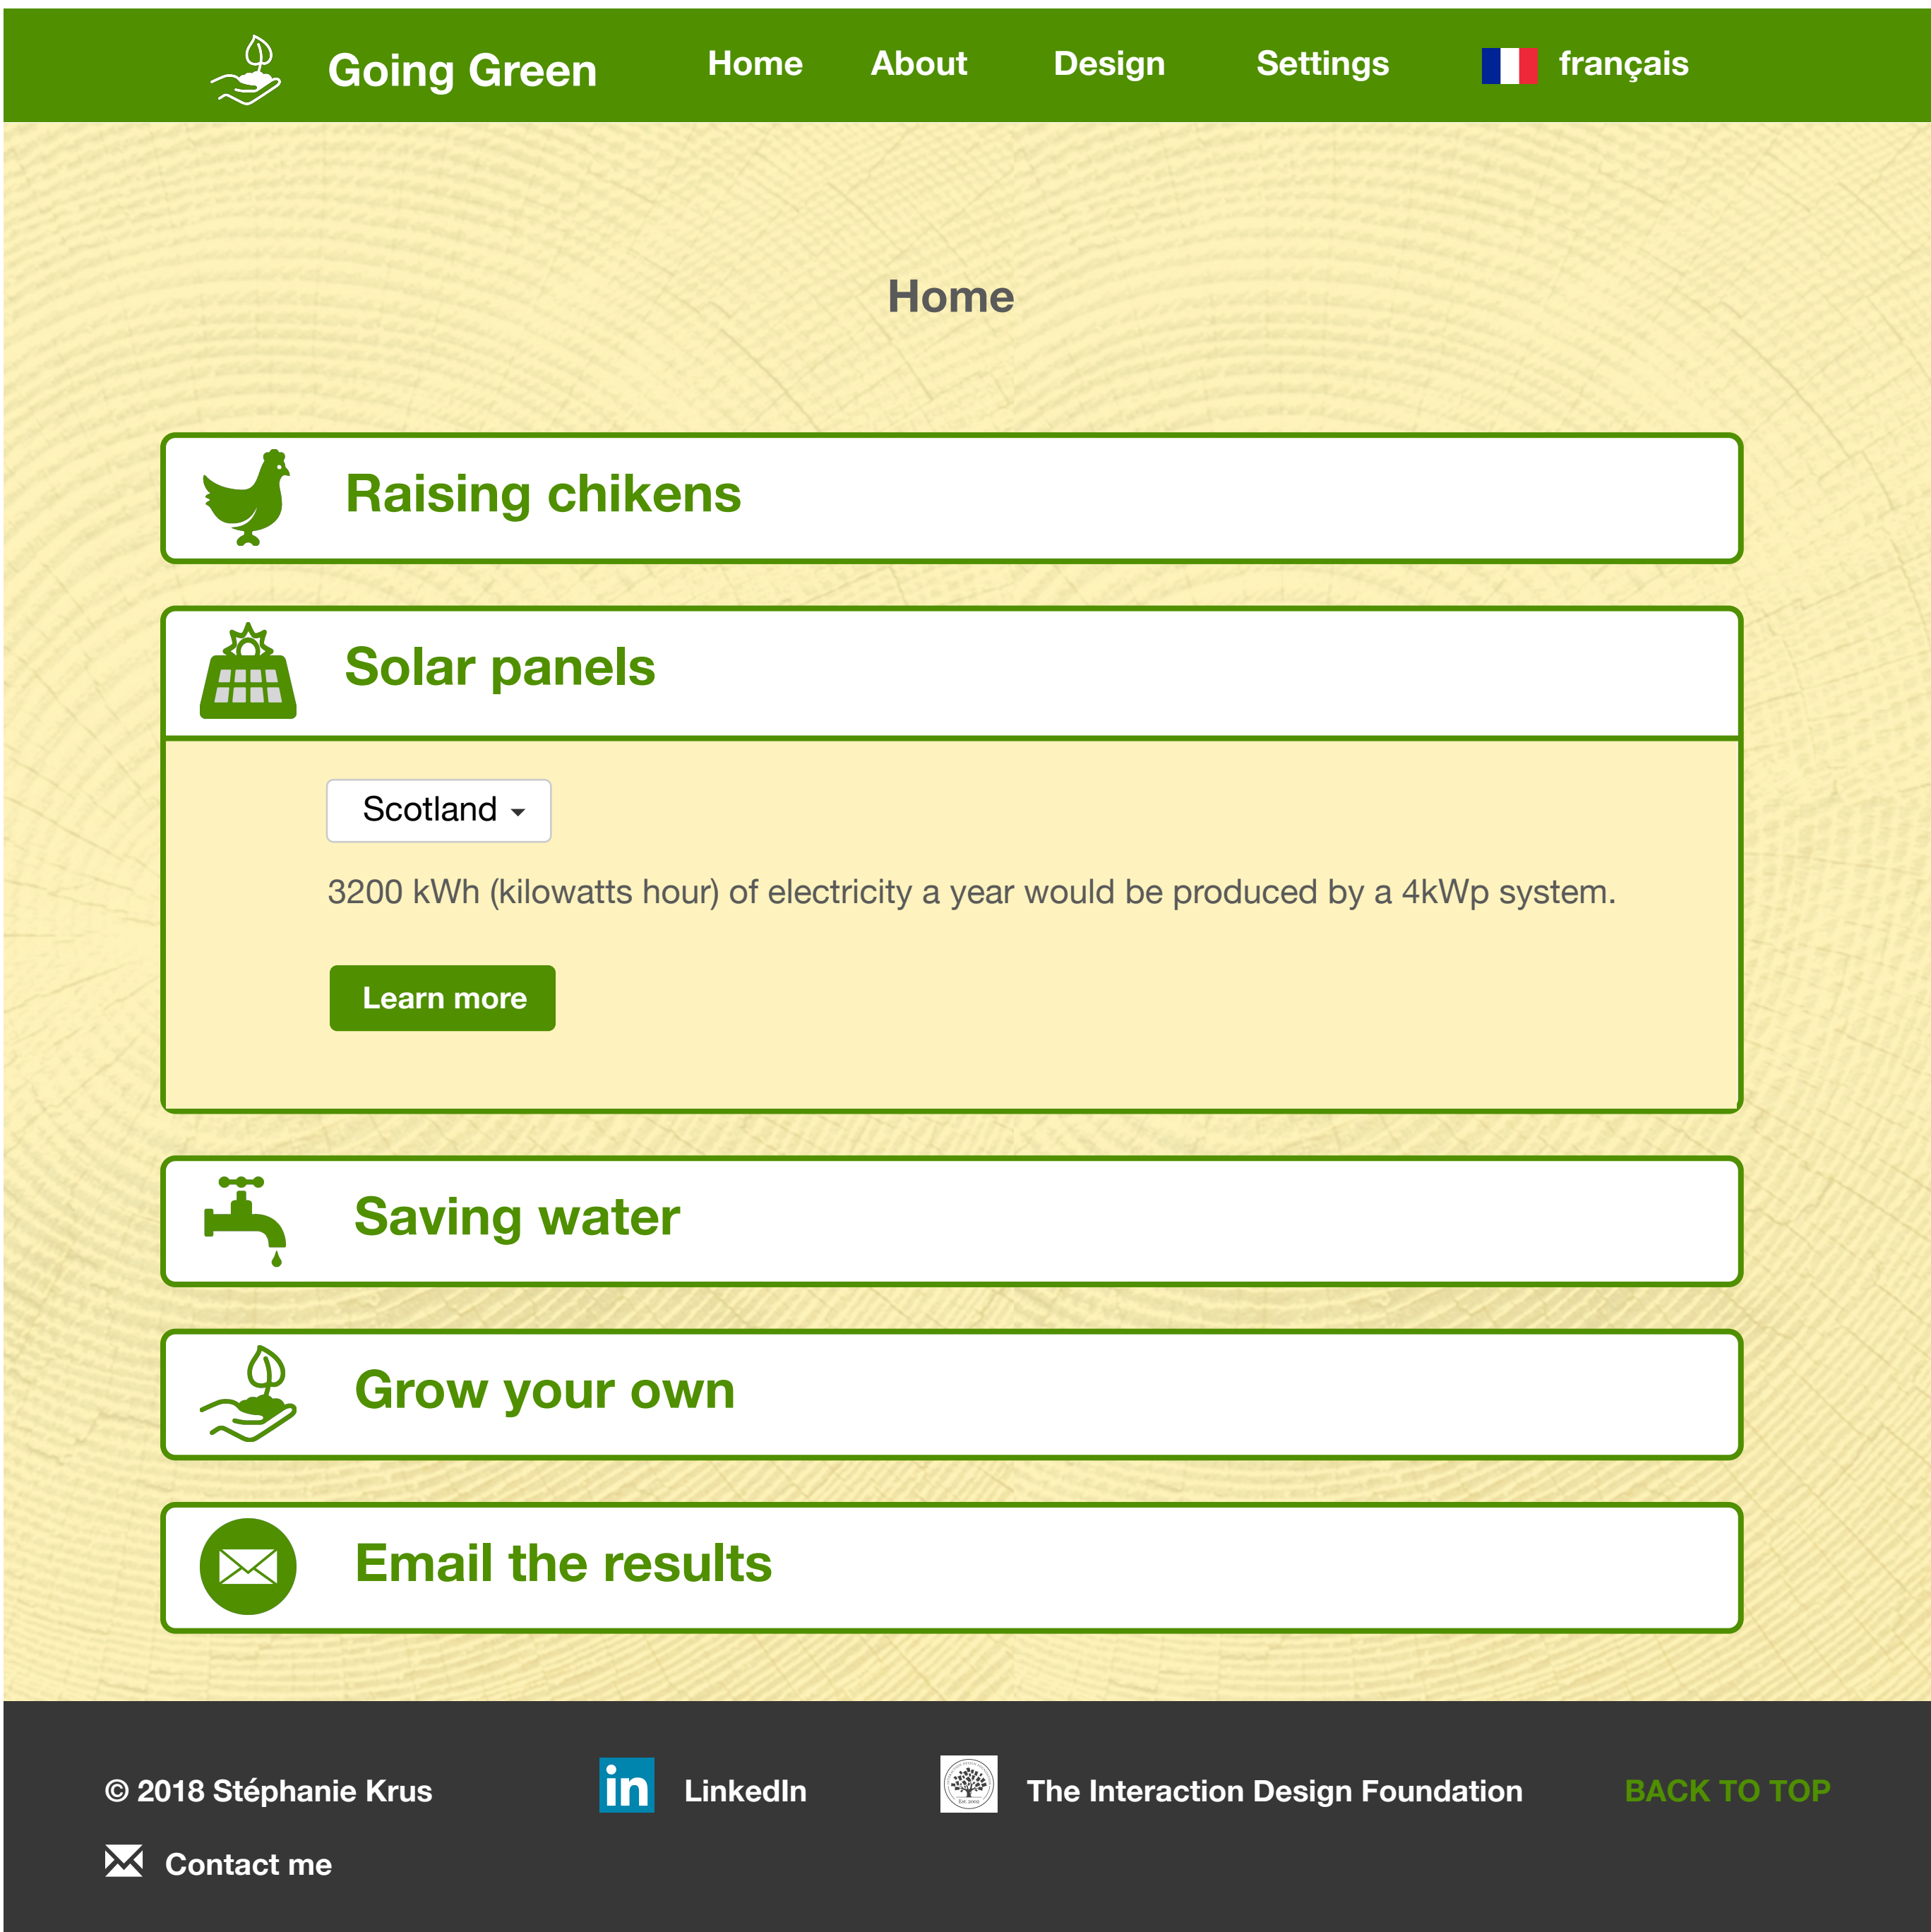 Going Green
Home
About
Design
Settings
français
Home
Raising chikens
Solar panels
Scotland
3200 kWh (kilowatts hour) of electricity a year would be produced by a 4kWp system.
Learn more
Saving water
Grow your own
Email the results
© 2018 Stéphanie Krus
in
LinkedIn
Est. 2002
The Interaction Design Foundation
BACK TO TOP
Contact me